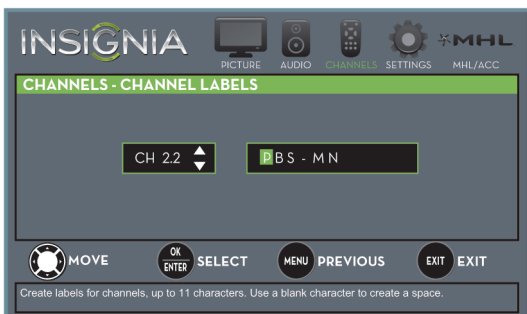 INSIGNIA
PICTURE AUDIO CHANNELS SETTINGS MHL MHL/ACC
CHANNELS - CHANNEL LABELS
CH 2.2 PBS - MN
MOVE OK ENTER SELECT MENU PREVIOUS EXIT EXIT
Create labels for channels, up to 11 characters. Use a blank character to create a space.